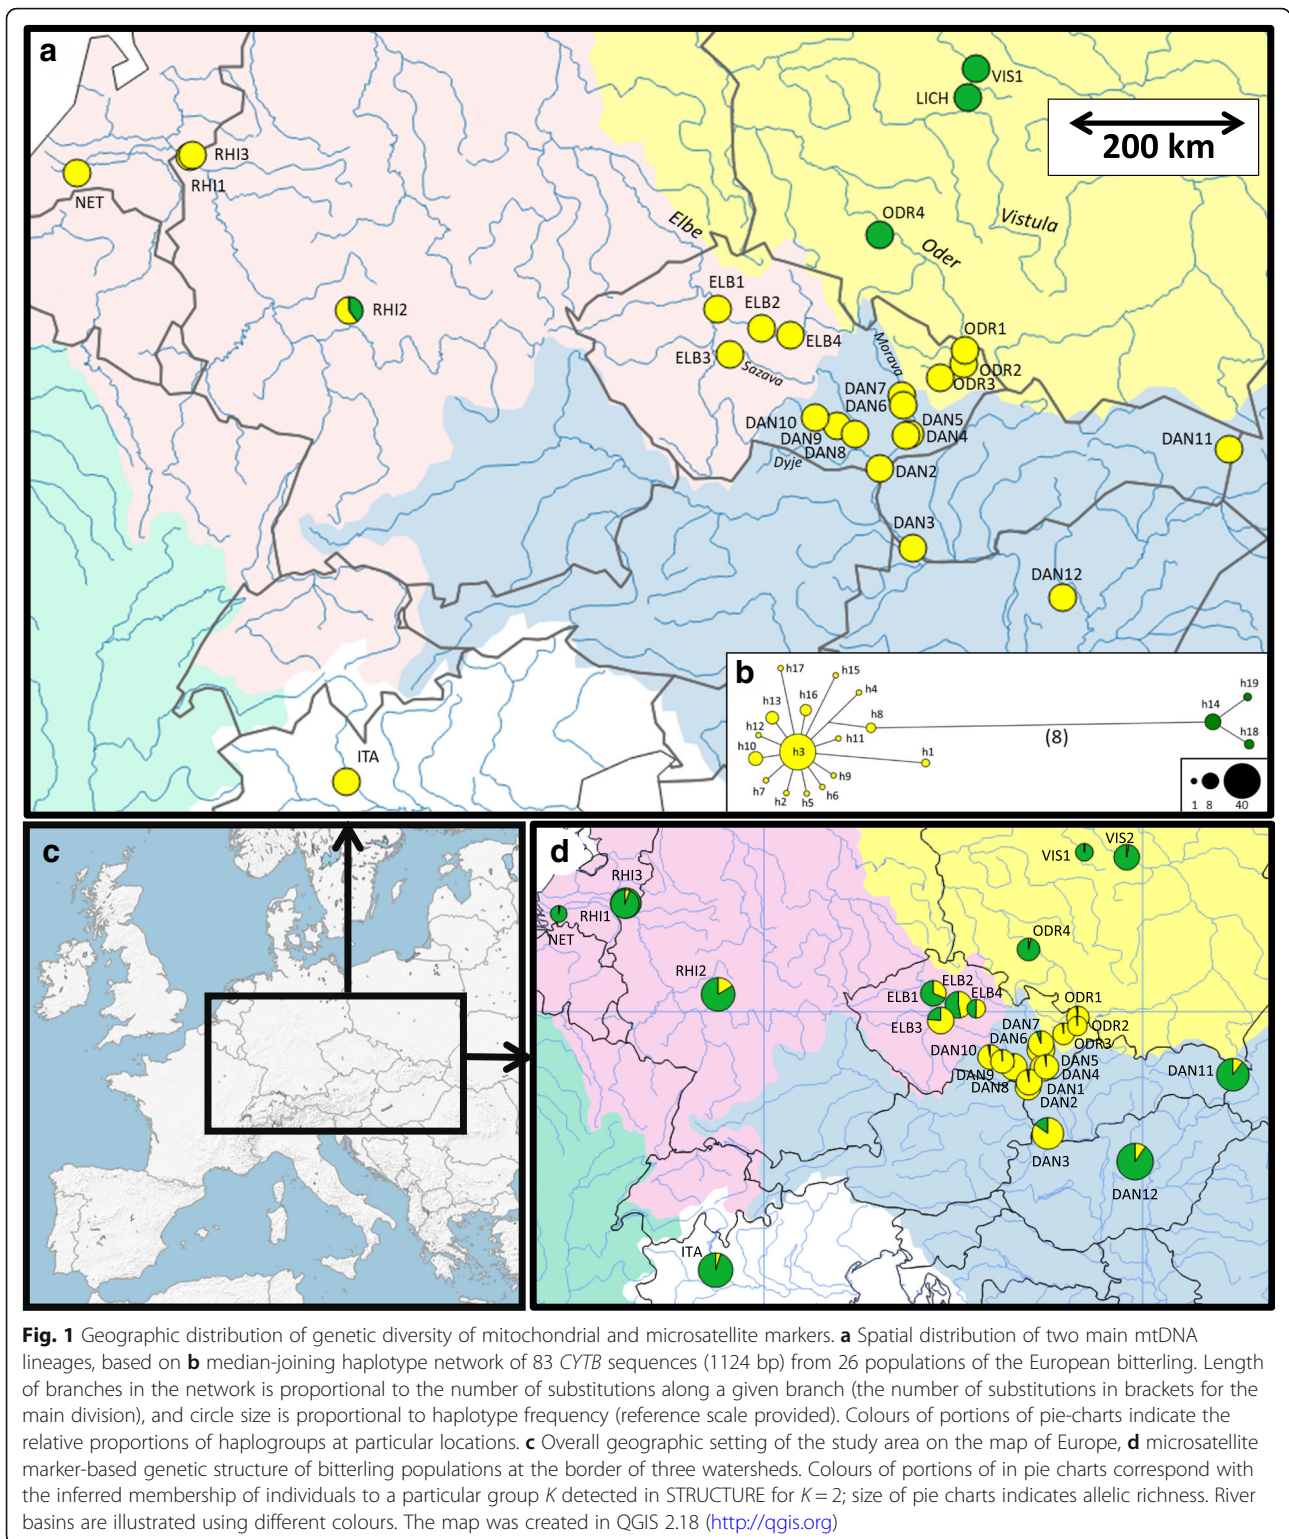 a
VIS1
LICH
200 km
RHI3
RHI1
NET
ODR4
Vistula
Elbe
Oder
ELB1
RHI2
ELB2
ELB4
ODR1
Morava
ELB3
Sazava
ODR2
ODR3
DAN7
DAN6
DAN10
DAN5
DAN9
DAN4
DAN11
DAN8
Dyje
DAN2
DAN3
DAN12
ITA
b
h17
h15
h19
h4
h16
h13
h14
h8
h12
h11
h18
h10
h3
(8)
h1
h9
h7
h6
h2
h5
1 8 40
c
d
VIS2
VIS1
RHI3
RHI1
NET
ODR4
RHI2
ELB2
ELB1
ELB4
ODR1
ELB3
DAN7
ODR2
DAN6
ODR3
DAN10
DAN5
DAN11
DAN9
DAN4
DAN8
DAN1
DAN2
DAN3
DAN12
ITA
Fig. 1 Geographic distribution of genetic diversity of mitochondrial and microsatellite markers. a Spatial distribution of two main mtDNA
lineages, based on b median-joining haplotype network of 83 CYTB sequences (1124 bp) from 26 populations of the European bitterling. Length
of branches in the network is proportional to the number of substitutions along a given branch (the number of substitutions in brackets for the
main division), and circle size is proportional to haplotype frequency (reference scale provided). Colours of portions of pie-charts indicate the
relative proportions of haplogroups at particular locations. c Overall geographic setting of the study area on the map of Europe, d microsatellite
marker-based genetic structure of bitterling populations at the border of three watersheds. Colours of portions of in pie charts correspond with
the inferred membership of individuals to a particular group K detected in STRUCTURE for K = 2; size of pie charts indicates allelic richness. River
basins are illustrated using different colours. The map was created in QGIS 2.18 (http://qgis.org)